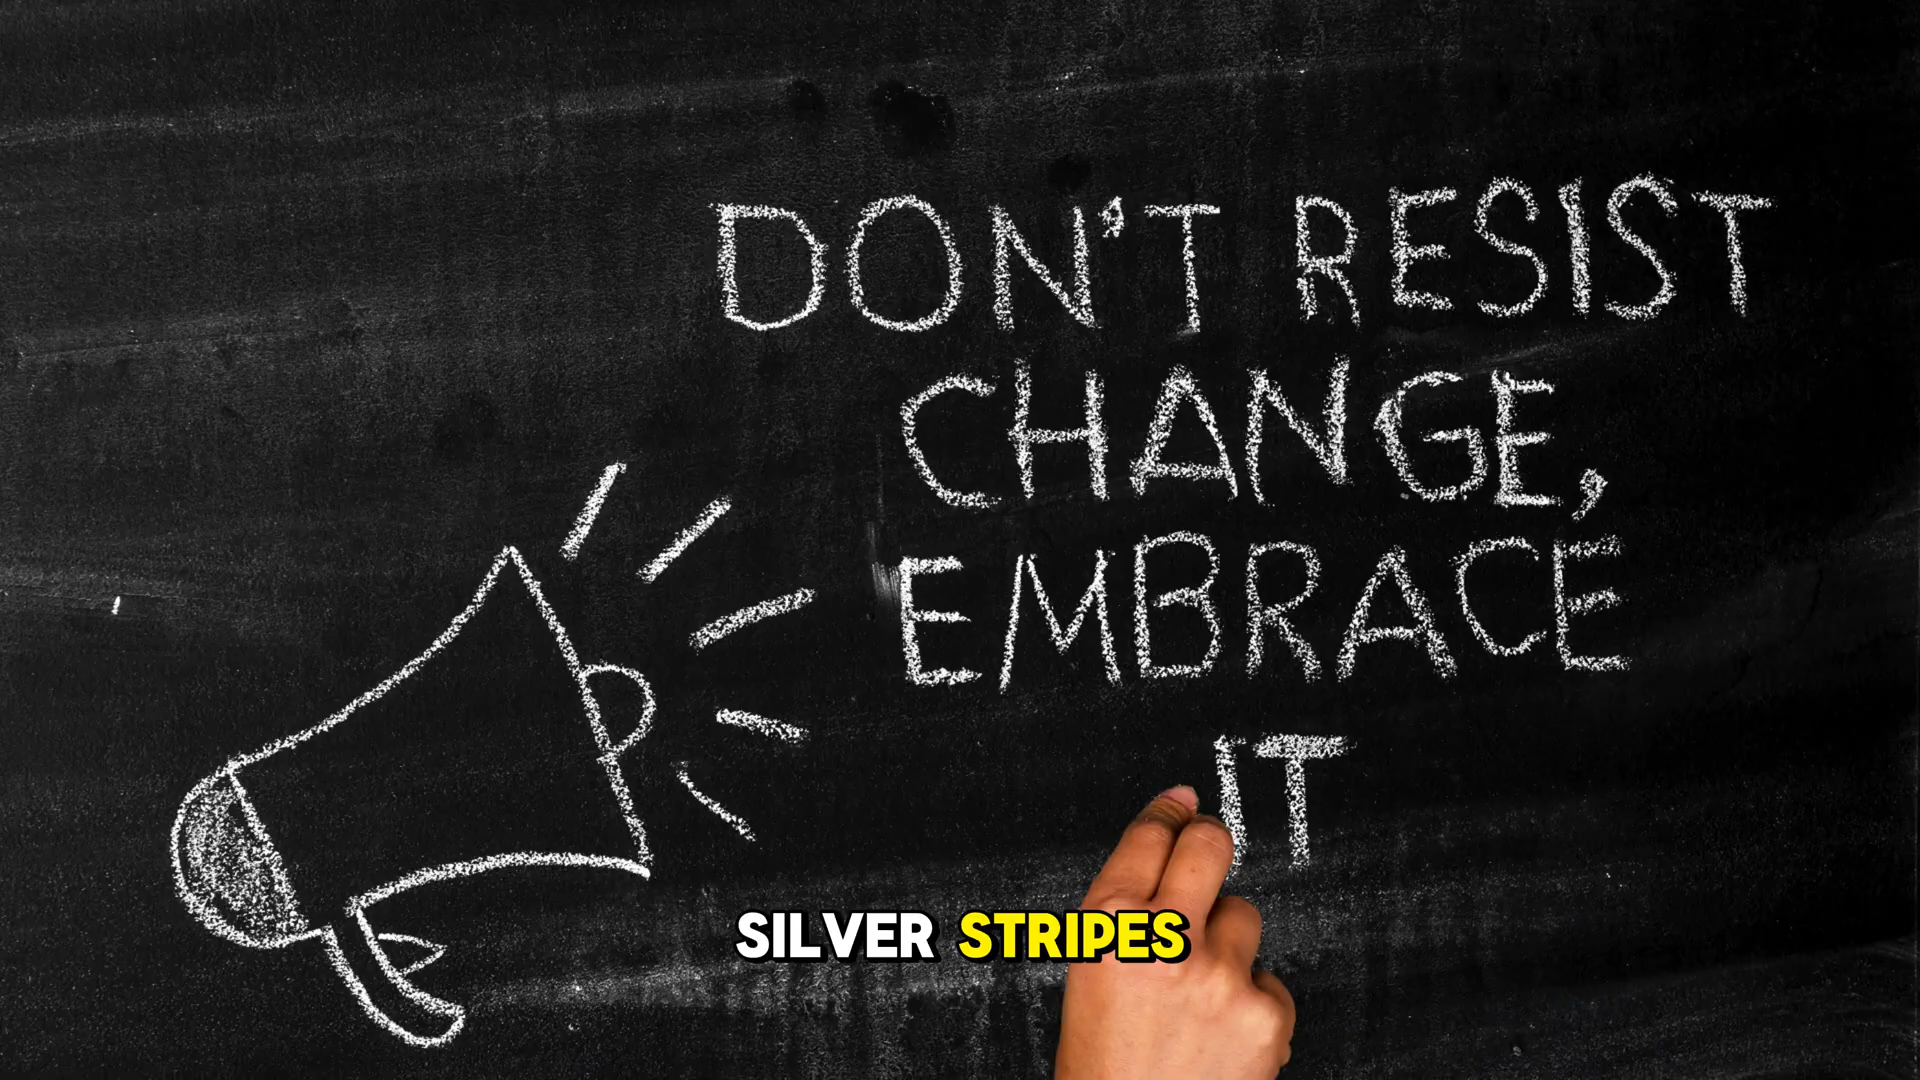 DON'T RESIST
CHANGE,
EMBRACE
IT
SILVER STRIPES